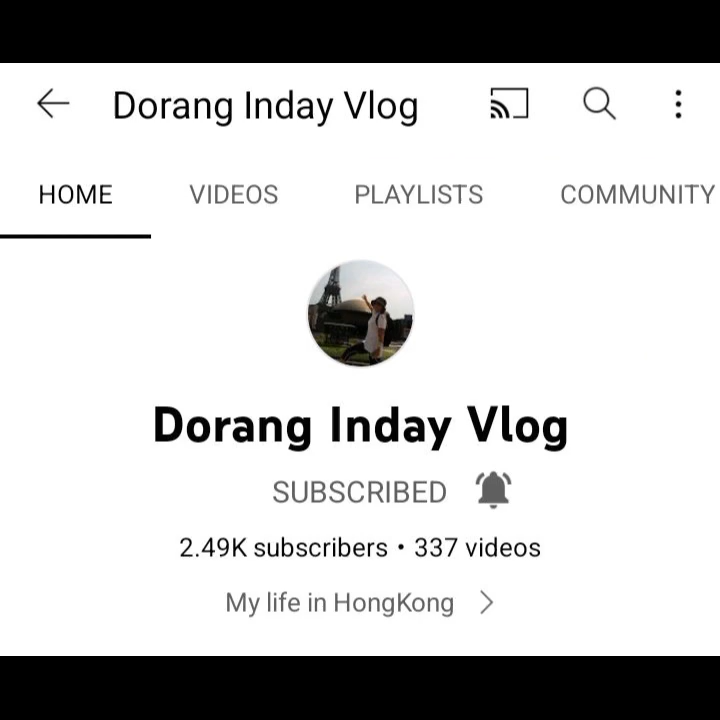 Dorang Inday Vlog
HOME VIDEOS PLAYLISTS COMMUNITY
Dorang Inday Vlog
SUBSCRIBED
2.49K subscribers • 337 videos
My life in HongKong